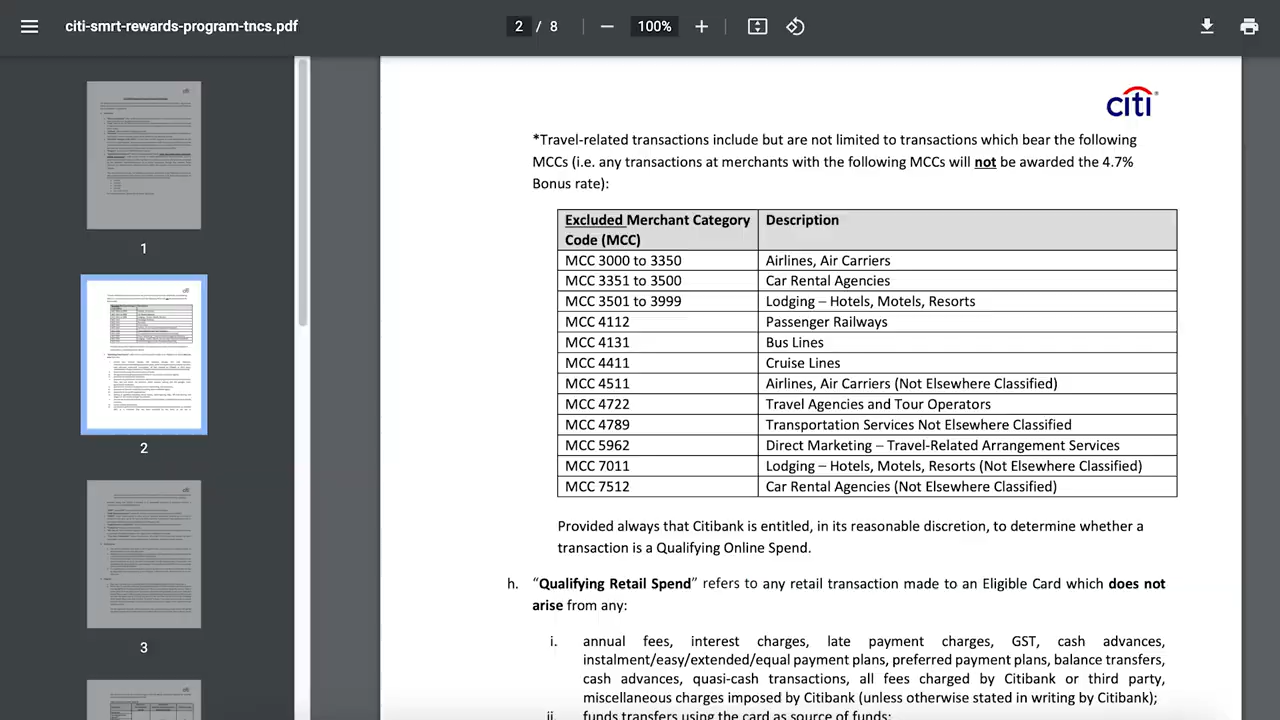 citi-smrt-rewards-program-tncs.pdf
2 / 8
100%
1
2
3
citi
*Travel-related transactions include but are not limited to transactions which bear the following
MCCs (i.e. any transactions at merchants with the following MCCs will not be awarded the 4.7%
Bonus rate):
Excluded Merchant Category Description
Code (MCC)
MCC 3000 to 3350 Airlines, Air Carriers
MCC 3351 to 3500 Car Rental Agencies
MCC 3501 to 3999 Lodging – Hotels, Motels, Resorts
MCC 4112 Passenger Railways
MCC 4131 Bus Lines
MCC 4411 Cruise Lines
MCC 4511 Airlines, Air Carriers (Not Elsewhere Classified)
MCC 4722 Travel Agencies and Tour Operators
MCC 4789 Transportation Services Not Elsewhere Classified
MCC 5962 Direct Marketing – Travel-Related Arrangement Services
MCC 7011 Lodging – Hotels, Motels, Resorts (Not Elsewhere Classified)
MCC 7512 Car Rental Agencies (Not Elsewhere Classified)
Provided always that Citibank is entitled, in its reasonable discretion, to determine whether a
transaction is a Qualifying Online Spend.
h. “Qualifying Retail Spend” refers to any retail transaction made to an Eligible Card which does not
arise from any:
i. annual fees, interest charges, late payment charges, GST, cash advances,
instalment/easy/extended/equal payment plans, preferred payment plans, balance transfers,
cash advances, quasi-cash transactions, all fees charged by Citibank or third party,
miscellaneous charges imposed by Citibank (unless otherwise stated in writing by Citibank);
ii. funds transfers using the card as source of funds;